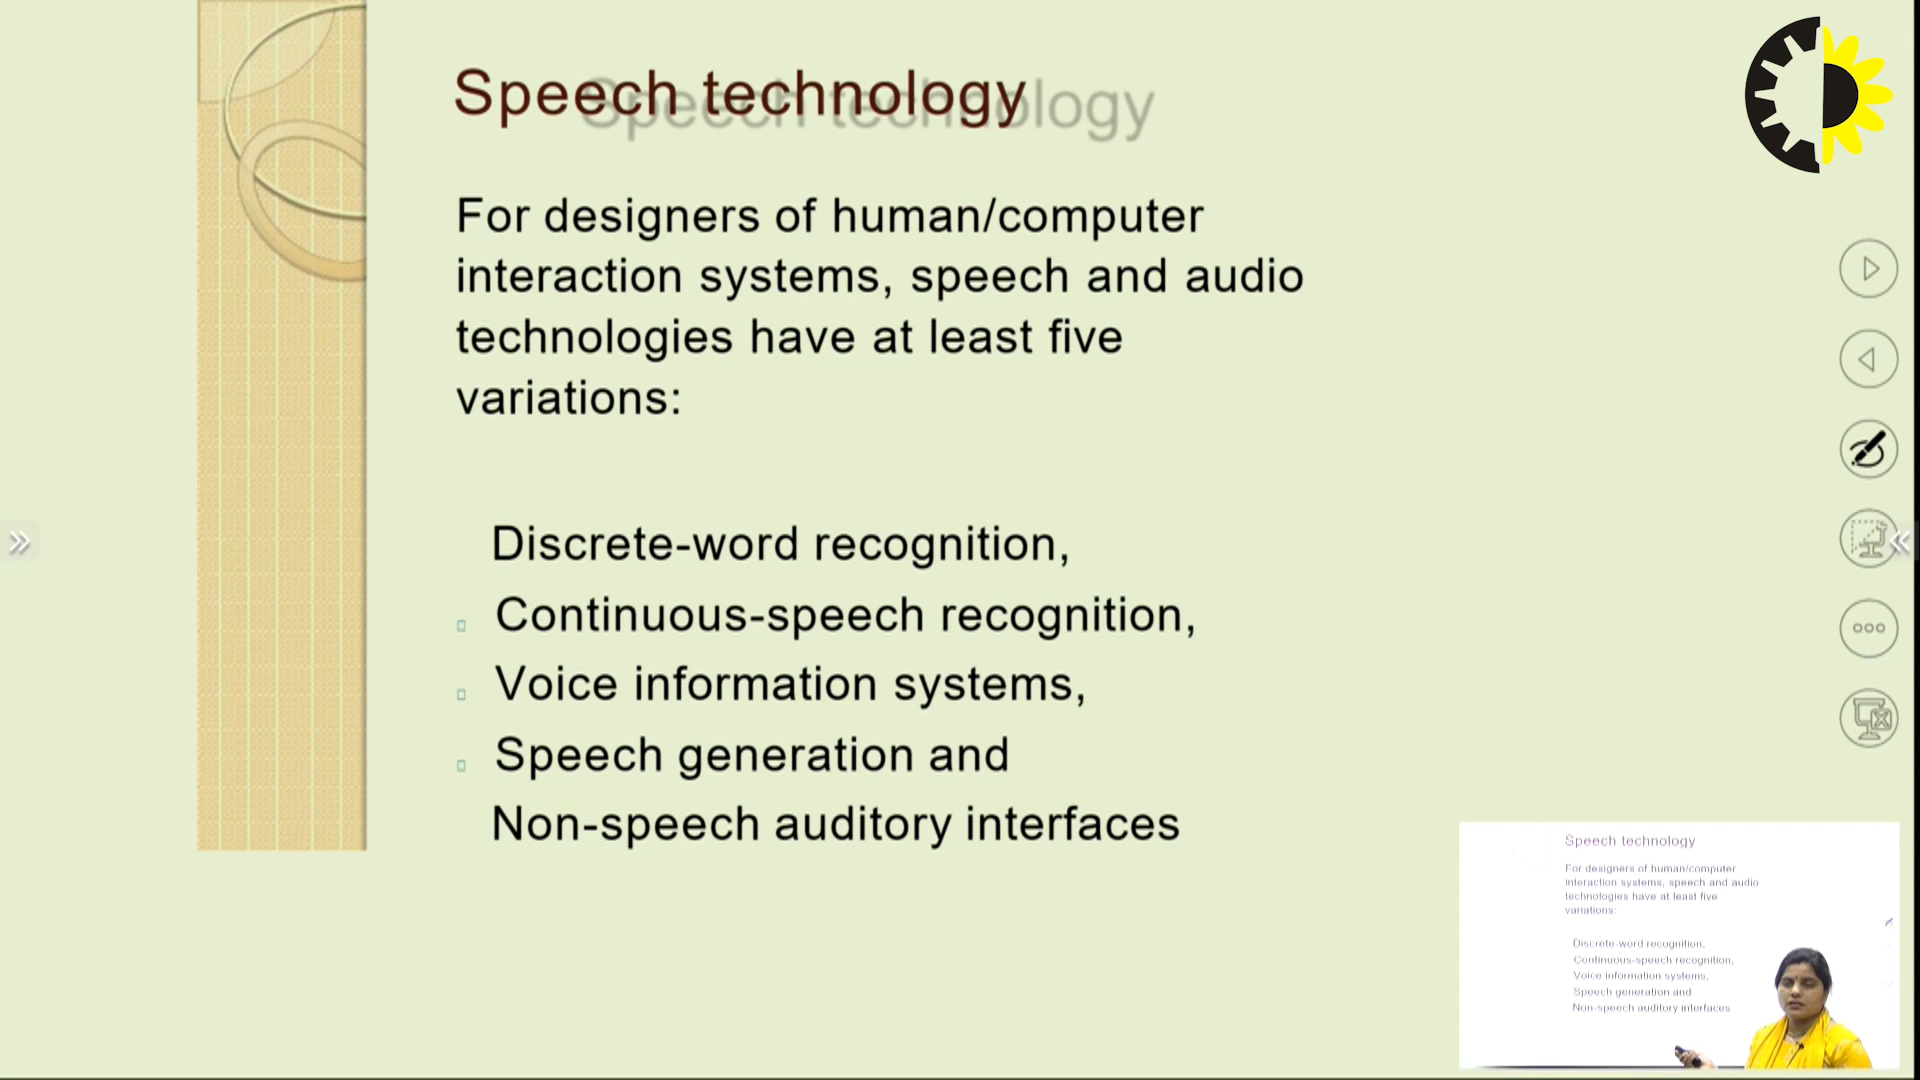 Speech technology
For designers of human/computer
interaction systems, speech and audio
technologies have at least five
variations:
Discrete-word recognition,
Continuous-speech recognition,
Voice information systems,
Speech generation and
Non-speech auditory interfaces
Speech technology
For designers of human/computer
interaction systems, speech and audio
technologies have at least five
variations:
Discrete-word recognition,
Continuous-speech recognition,
Voice information systems,
Speech generation and
Non-speech auditory interfaces